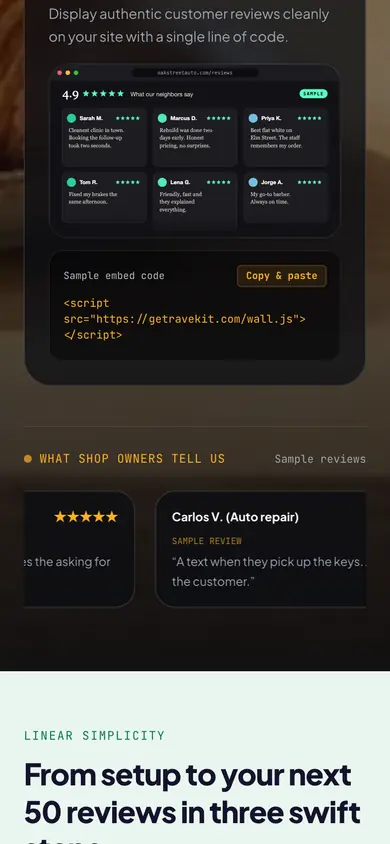 Display authentic customer reviews cleanly
on your site with a single line of code.
oakstreetauto.com/reviews
4.9 ★★★★★ What our neighbors say SAMPLE
Sarah M. ★★★★★
Cleanest clinic in town.
Booking the follow-up
took two seconds.
Marcus D. ★★★★★
Rebuild was done two
days early. Honest
pricing, no surprises.
Priya K. ★★★★★
Best flat white on
Elm Street. The staff
remembers my order.
Tom R. ★★★★★
Fixed my brakes the
same afternoon.
Lena G. ★★★★★
Friendly, fast and
they explained
everything.
Jorge A. ★★★★★
My go-to barber.
Always on time.
Sample embed code
Copy & paste
<script
src="https://getravekit.com/wall.js">
</script>
WHAT SHOP OWNERS TELL US
Sample reviews
★★★★★
es the asking for
Carlos V. (Auto repair)
SAMPLE REVIEW
“A text when they pick up the keys.
the customer.”
LINEAR SIMPLICITY
From setup to your next
50 reviews in three swift